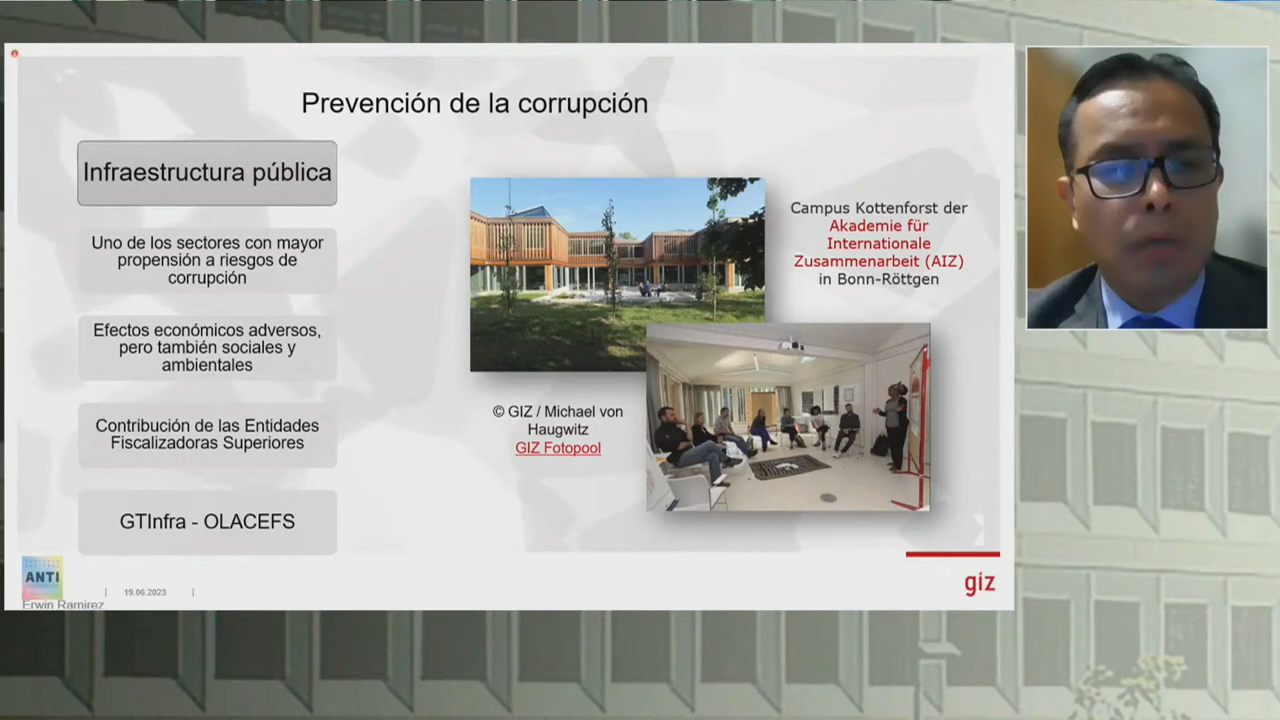 Prevención de la corrupción
Infraestructura pública
Uno de los sectores con mayor
propensión a riesgos de
corrupción
Efectos económicos adversos,
pero también sociales y
ambientales
Contribución de las Entidades
Fiscalizadoras Superiores
GTInfra - OLACEFS
Campus Kottenforst der
Akademie für
Internationale
Zusammenarbeit (AIZ)
in Bonn-Röttgen
© GIZ / Michael von
Haugwitz
GIZ Fotopool
ANTI
19.06.2023
Erwin Ramirez
giz